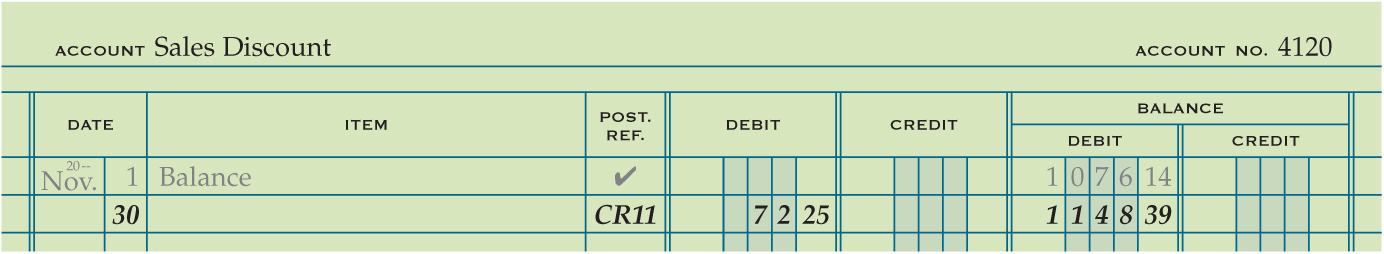 ACCOUNT Sales Discount ACCOUNT NO. 4120
BALANCE
DATE ITEM POST. REF. DEBIT CREDIT DEBIT CREDIT
20--
Nov. 1 Balance ✔ 1 0 7 6 14
30 CR11 7 2 25 1 1 4 8 39